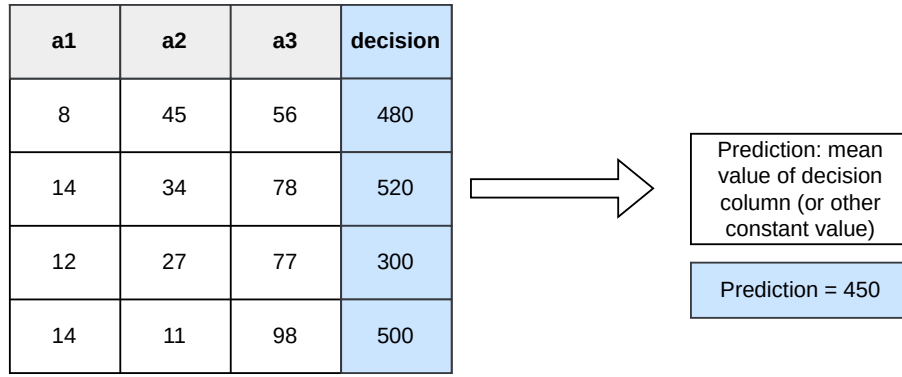 a1 a2 a3 decision
8 45 56 480
14 34 78 520
12 27 77 300
14 11 98 500
Prediction: mean
value of decision
column (or other
constant value)
Prediction = 450